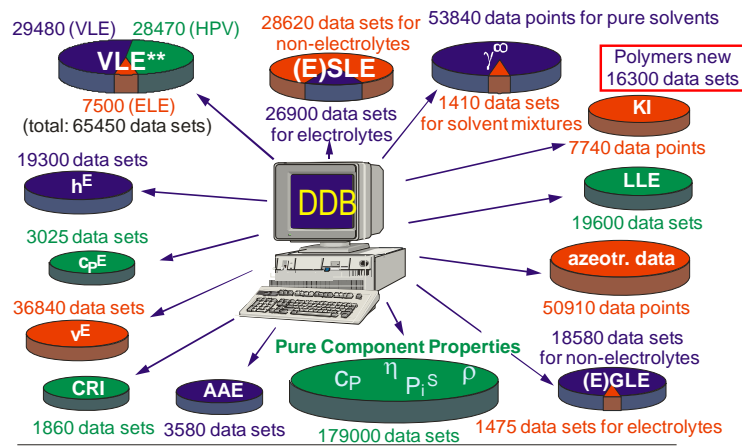 29480 (VLE)
28470 (HPV)
VLE**
7500 (ELE)
(total: 65450 data sets)
28620 data sets for
non-electrolytes
(E)SLE
26900 data sets
for electrolytes
53840 data points for pure solvents
γ∞
1410 data sets
for solvent mixtures
Polymers new
16300 data sets
KI
7740 data points
19300 data sets
hE
DDB
LLE
19600 data sets
3025 data sets
cPE
azeotr. data
50910 data points
36840 data sets
vE
Pure Component Properties
cP η PiS ρ
179000 data sets
18580 data sets
for non-electrolytes
(E)GLE
1475 data sets for electrolytes
CRI
1860 data sets
AAE
3580 data sets